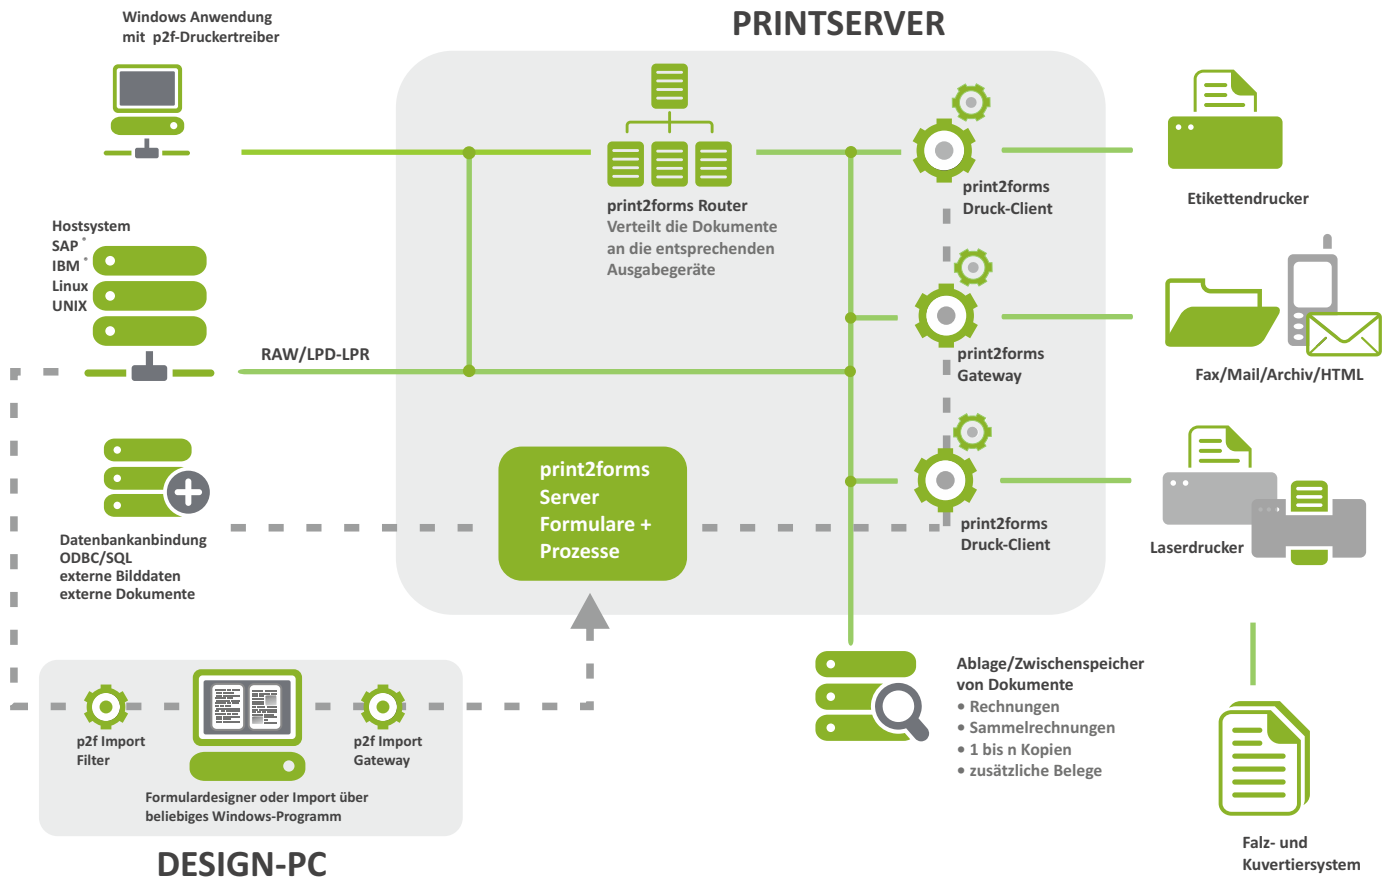 Windows Anwendung
mit p2f-Druckertreiber
PRINTSERVER
print2forms Router
Verteilt die Dokumente
an die entsprechenden
Ausgabegeräte
print2forms
Druck-Client
Etikettendrucker
Hostsystem
SAP °
IBM °
Linux
UNIX
RAW/LPD-LPR
print2forms
Gateway
Fax/Mail/Archiv/HTML
print2forms
Server
Formulare +
Prozesse
print2forms
Druck-Client
Laserdrucker
Datenbankanbindung
ODBC/SQL
externe Bilddaten
externe Dokumente
p2f Import
Filter
p2f Import
Gateway
Formulardesigner oder Import über
beliebiges Windows-Programm
DESIGN-PC
Ablage/Zwischenspeicher
von Dokumente
• Rechnungen
• Sammelrechnungen
• 1 bis n Kopien
• zusätzliche Belege
Falz- und
Kuvertiersystem